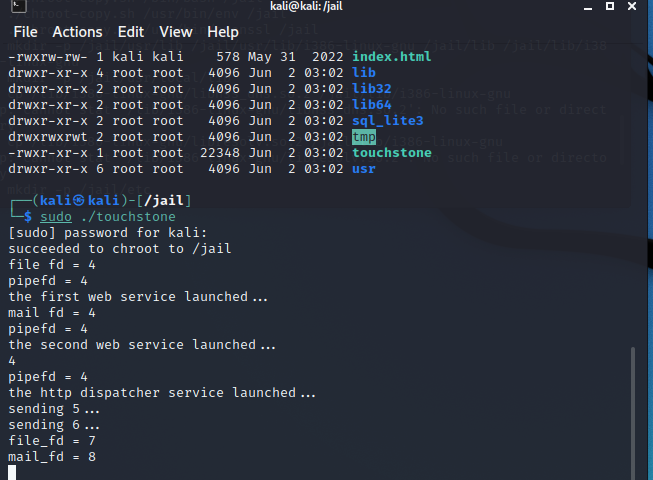 kali@kali: /jail
File Actions Edit View Help
-rwxrw-rw- 1 kali kali 578 May 31 2022 index.html
drwxr-xr-x 4 root root 4096 Jun 2 03:02 lib
drwxr-xr-x 2 root root 4096 Jun 2 03:02 lib32
drwxr-xr-x 2 root root 4096 Jun 2 03:02 lib64
drwxr-xr-x 2 root root 4096 Jun 2 03:02 sql_lite3
drwxrwxrwt 2 root root 4096 Jun 2 03:02 tmp
-rwxr-xr-x 1 root root 22348 Jun 2 03:02 touchstone
drwxr-xr-x 6 root root 4096 Jun 2 03:02 usr
┌──(kali㉿kali)-[/jail]
└─$ sudo ./touchstone
[sudo] password for kali:
succeeded to chroot to /jail
file fd = 4
pipefd = 4
the first web service launched...
mail fd = 4
pipefd = 4
the second web service launched...
4
pipefd = 4
the http dispatcher service launched...
sending 5...
sending 6...
file_fd = 7
mail_fd = 8